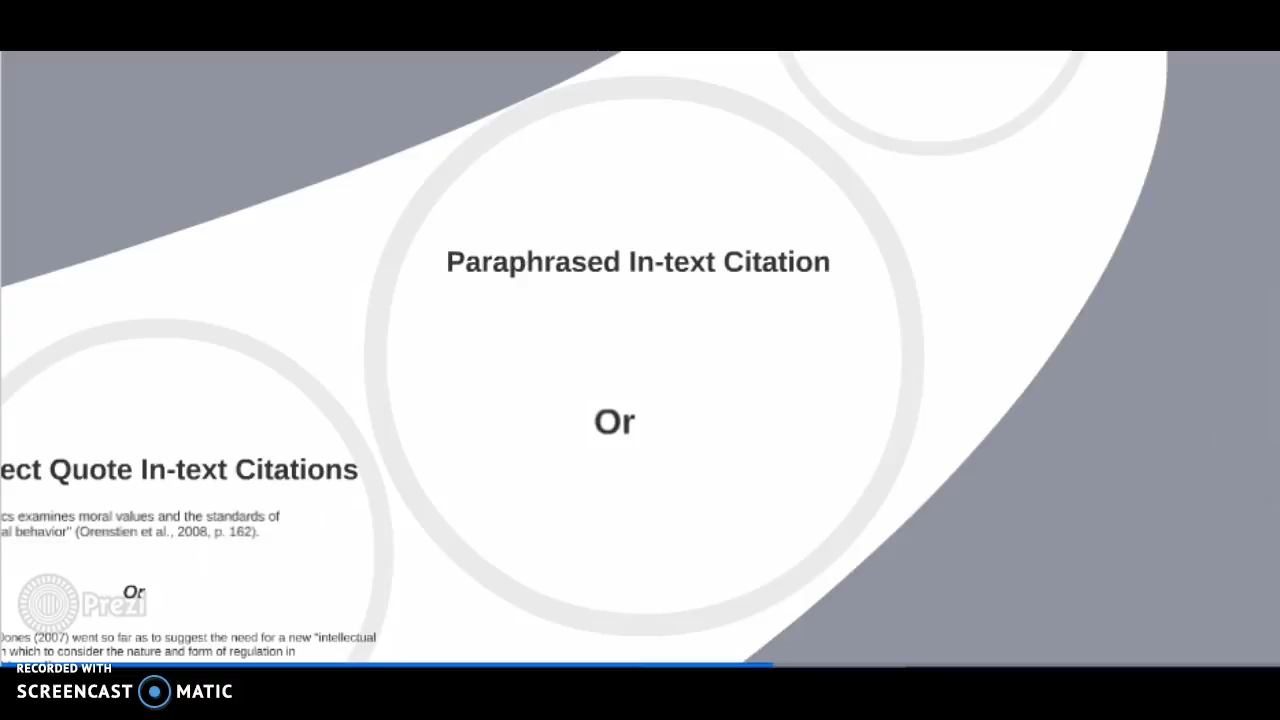 Paraphrased In-text Citation
Or
ect Quote In-text Citations
cs examines moral values and the standards of
al behavior" (Orenstien et al., 2008, p. 162).
Or
Prezi
Jones (2007) went so far as to suggest the need for a new "intellectual
n which to consider the nature and form of regulation in
RECORDED WITH
SCREENCAST MATIC